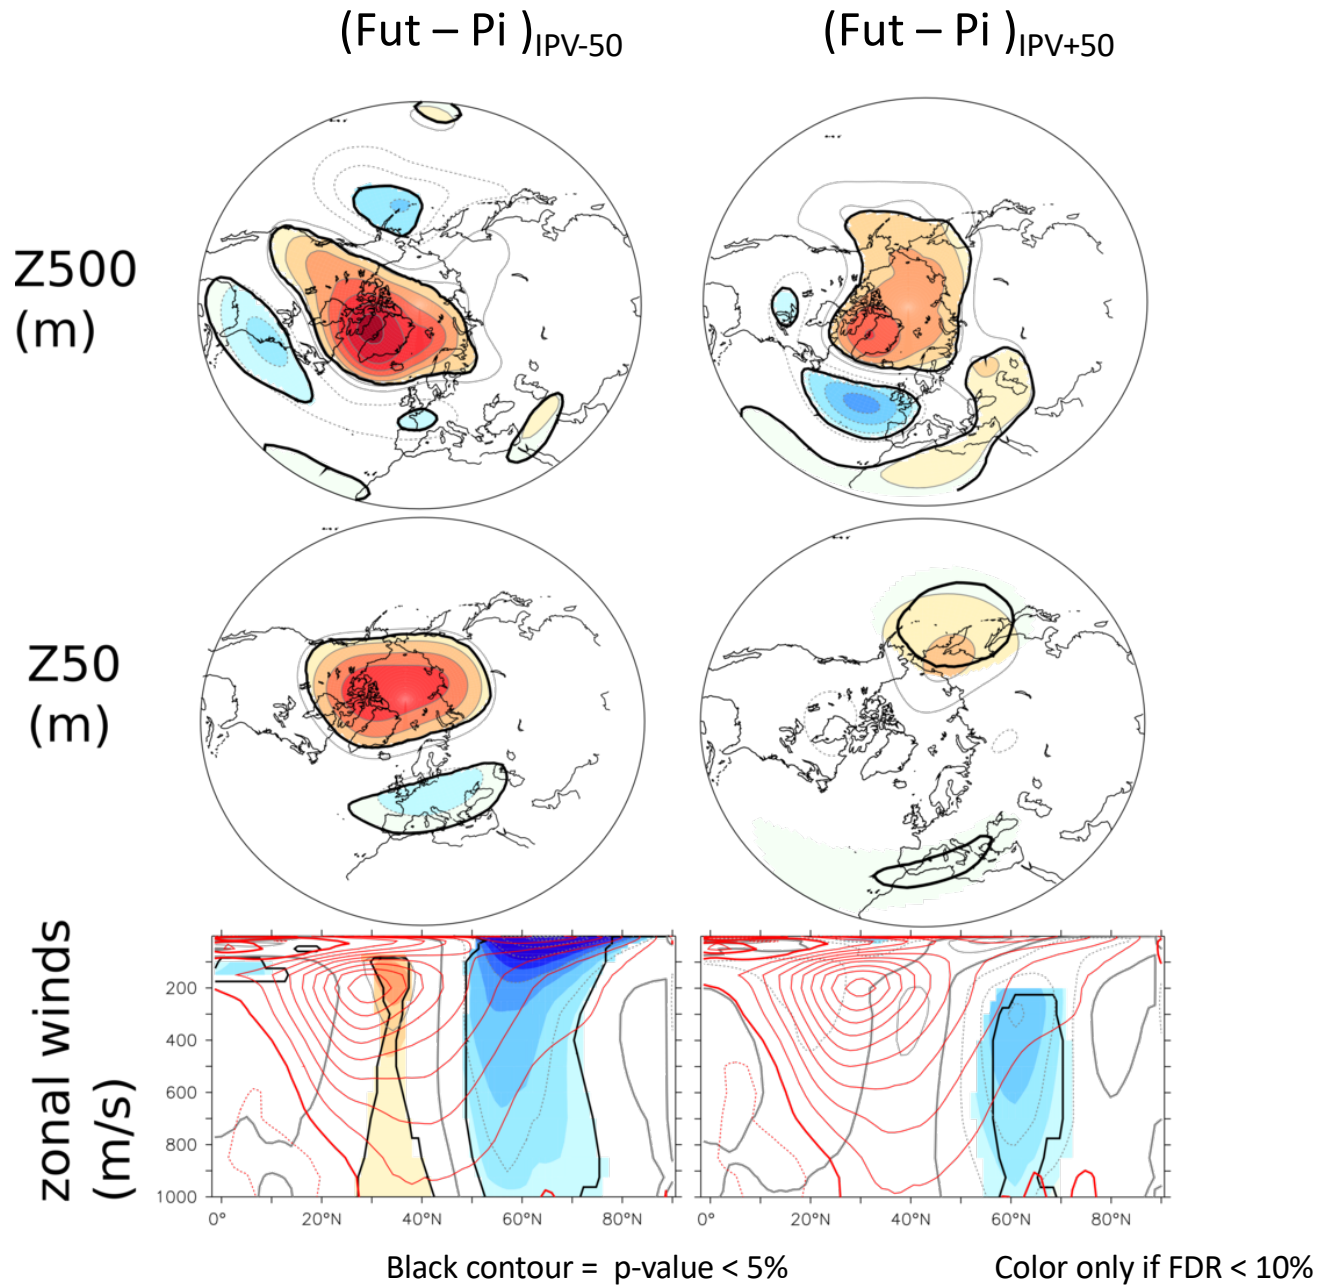 (Fut – Pi )IPV-50 (Fut – Pi )IPV+50
Z500
(m)
Z50
(m)
zonal winds
(m/s)
200
400
600
800
1000
0° 20°N 40°N 60°N 80°N 0° 20°N 40°N 60°N 80°N
Black contour = p-value < 5% Color only if FDR < 10%